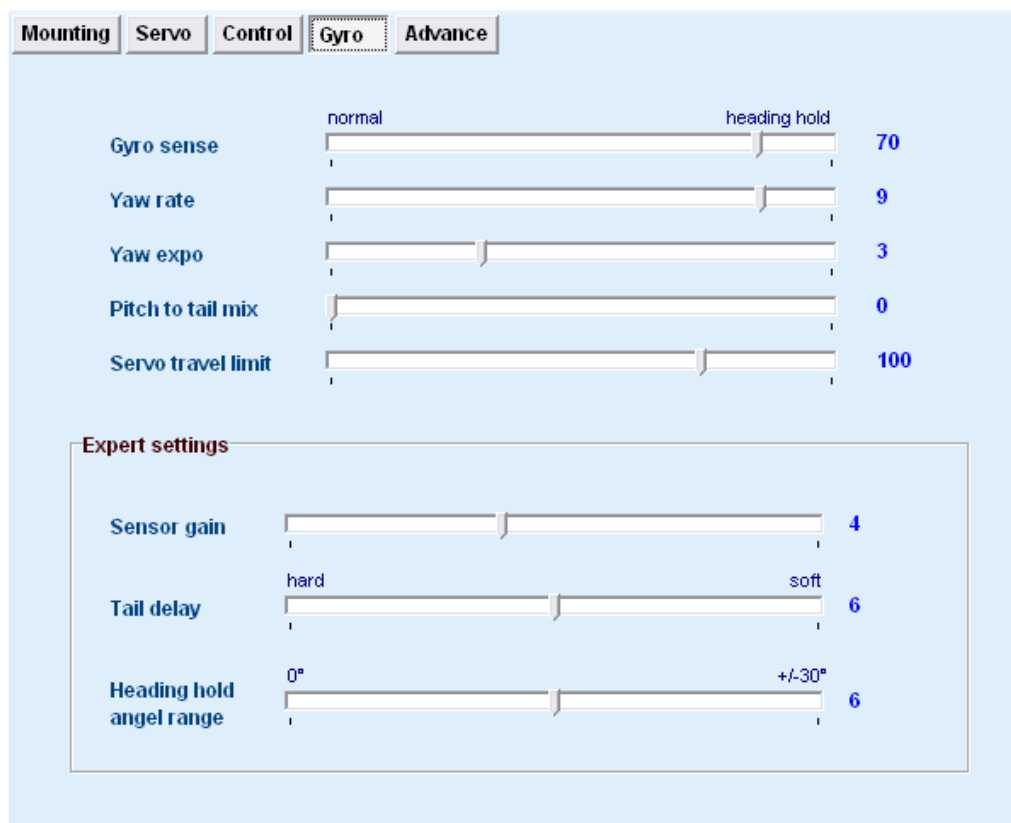 Mounting Servo Control Gyro Advance
normal heading hold
Gyro sense 70
Yaw rate 9
Yaw expo 3
Pitch to tail mix 0
Servo travel limit 100
Expert settings
Sensor gain 4
hard soft
Tail delay 6
0° +/-30°
Heading hold
angel range 6